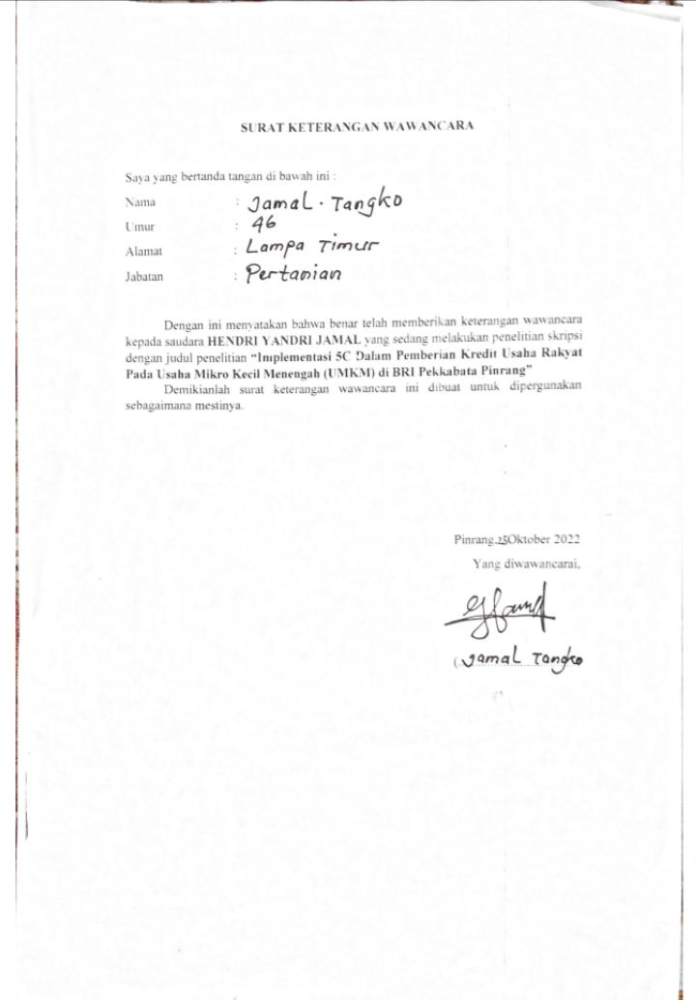 SURAT KETERANGAN WAWANCARA
Saya yang bertanda tangan di bawah ini :
Nama : Jamal . Tangko
Umur : 46
Alamat : Lampa Timur
Jabatan : Pertanian
Dengan ini menyatakan bahwa benar telah memberikan keterangan wawancara
kepada saudara HENDRI YANDRI JAMAL yang sedang melakukan penelitian skripsi
dengan judul penelitian “Implementasi 5C Dalam Pemberian Kredit Usaha Rakyat
Pada Usaha Mikro Kecil Menengah (UMKM) di BRI Pekkabata Pinrang”
Demikianlah surat keterangan wawancara ini dibuat untuk dipergunakan
sebagaimana mestinya.
Pinrang,25Oktober 2022
Yang diwawancarai,
(Jamal Tangko